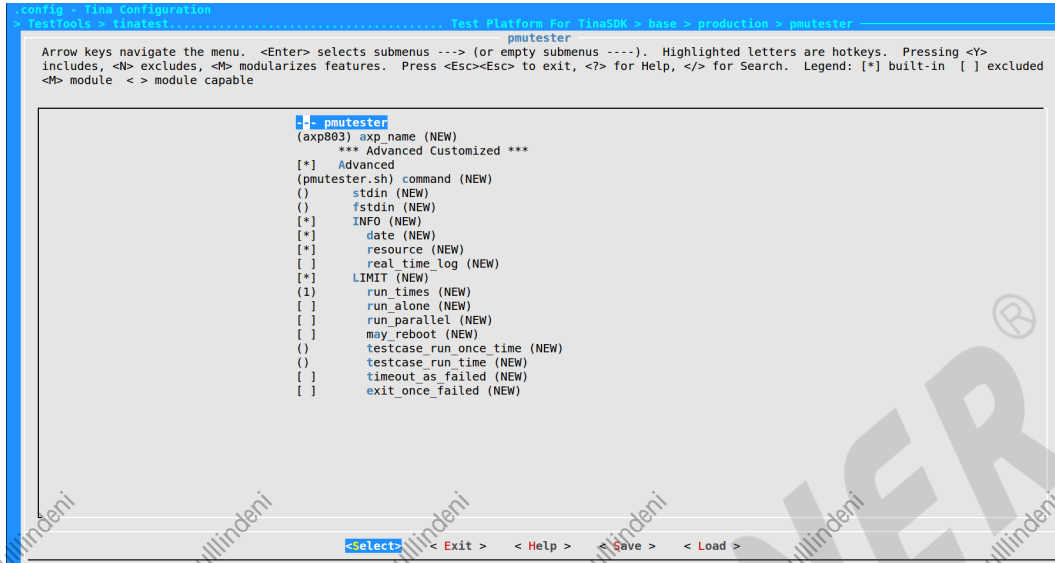 .config - Tina Configuration
> TestTools > tinatest........................................ Test Platform For TinaSDK > base > production > pmutester
pmutester
Arrow keys navigate the menu.  <Enter> selects submenus ---> (or empty submenus ----).  Highlighted letters are hotkeys.  Pressing <Y>
includes, <N> excludes, <M> modularizes features.  Press <Esc><Esc> to exit, <?> for Help, </> for Search.  Legend: [*] built-in  [ ] excluded
<M> module  < > module capable
--- pmutester
(axp803) axp_name (NEW)
*** Advanced Customized ***
[*]   Advanced
(pmutester.sh) command (NEW)
()      stdin (NEW)
()      fstdin (NEW)
[*]     INFO (NEW)
[*]       date (NEW)
[*]       resource (NEW)
[ ]       real_time_log (NEW)
[*]     LIMIT (NEW)
(1)       run_times (NEW)
[ ]       run_alone (NEW)
[ ]       run_parallel (NEW)
[ ]       may_reboot (NEW)
()        testcase_run_once_time (NEW)
()        testcase_run_time (NEW)
[ ]       timeout_as_failed (NEW)
[ ]       exit_once_failed (NEW)
<Select>    < Exit >    < Help >    < Save >    < Load >